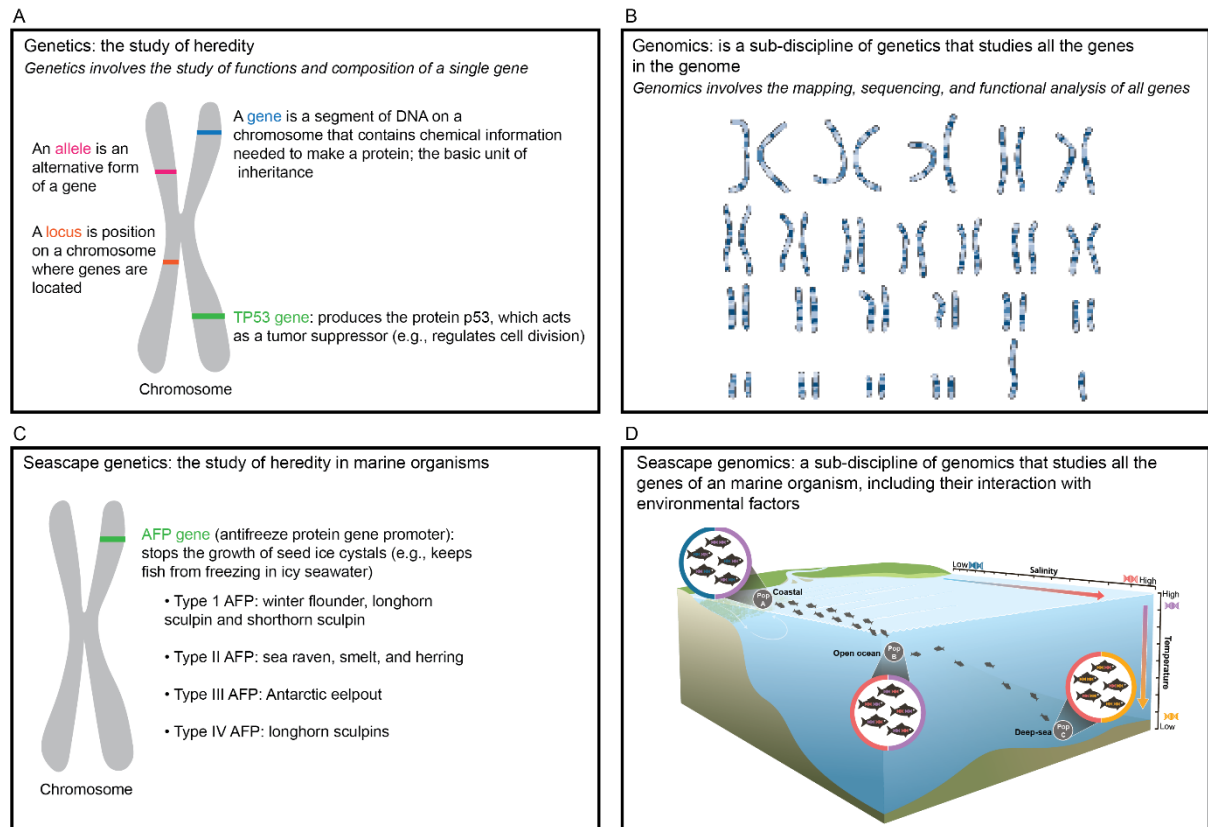 A
Genetics: the study of heredity
Genetics involves the study of functions and composition of a single gene
An allele is an
alternative form
of a gene
A gene is a segment of DNA on a
chromosome that contains chemical information
needed to make a protein; the basic unit of
inheritance
A locus is position
on a chromosome
where genes are
located
TP53 gene: produces the protein p53, which acts
as a tumor suppressor (e.g., regulates cell division)
Chromosome
B
Genomics: is a sub-discipline of genetics that studies all the genes
in the genome
Genomics involves the mapping, sequencing, and functional analysis of all genes
C
Seascape genetics: the study of heredity in marine organisms
AFP gene (antifreeze protein gene promoter):
stops the growth of seed ice cystals (e.g., keeps
fish from freezing in icy seawater)
• Type 1 AFP: winter flounder, longhorn
sculpin and shorthorn sculpin
• Type II AFP: sea raven, smelt, and herring
• Type III AFP: Antarctic eelpout
• Type IV AFP: longhorn sculpins
Chromosome
D
Seascape genomics: a sub-discipline of genomics that studies all the
genes of an marine organism, including their interaction with
environmental factors
Low
Salinity
High
High
Temperature
Low
Pop
A
Coastal
Open ocean
Pop
B
Deep-sea
Pop
C